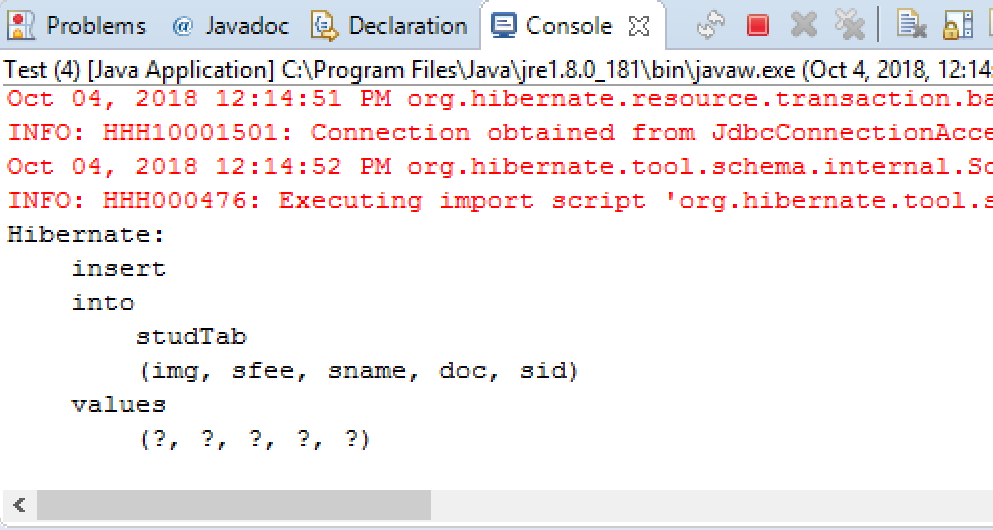 Problems @ Javadoc Declaration Console
Test (4) [Java Application] C:\Program Files\Java\jre1.8.0_181\bin\javaw.exe (Oct 4, 2018, 12:14:
Oct 04, 2018 12:14:51 PM org.hibernate.resource.transaction.ba
INFO: HHH10001501: Connection obtained from JdbcConnectionAcce
Oct 04, 2018 12:14:52 PM org.hibernate.tool.schema.internal.Sc
INFO: HHH000476: Executing import script 'org.hibernate.tool.s
Hibernate:
    insert
    into
        studTab
        (img, sfee, sname, doc, sid)
    values
        (?, ?, ?, ?, ?)